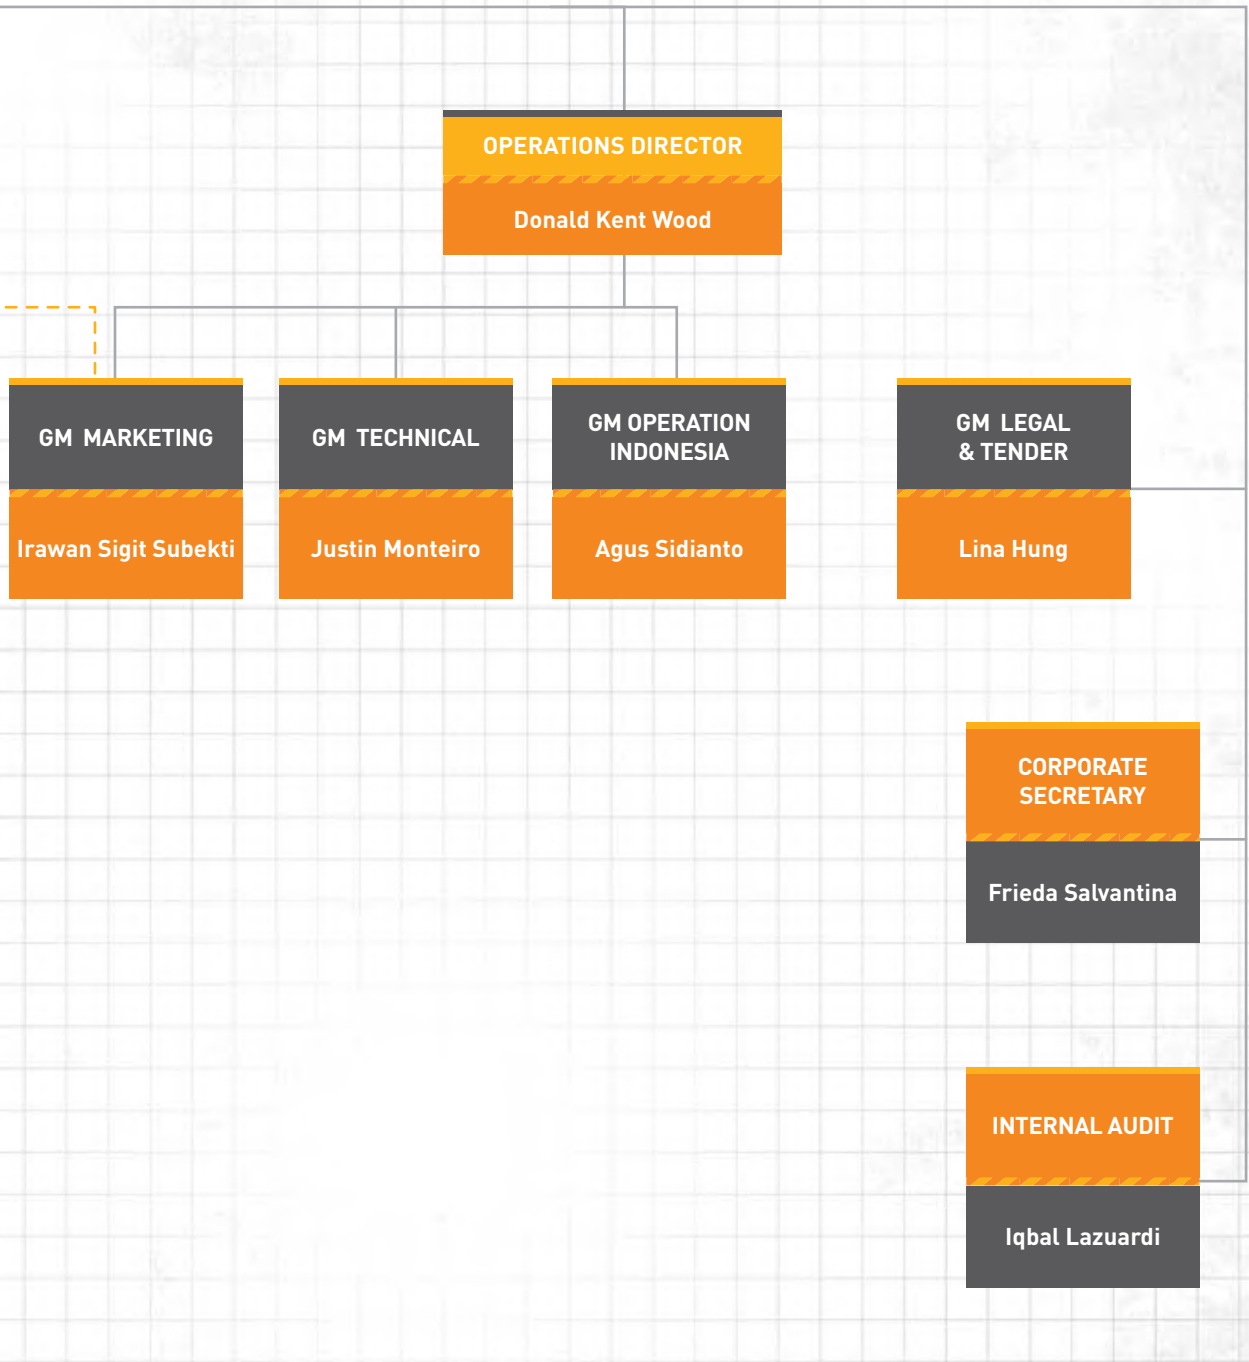 OPERATIONS DIRECTOR
Donald Kent Wood
GM MARKETING
Irawan Sigit Subekti
GM TECHNICAL
Justin Monteiro
GM OPERATION
INDONESIA
Agus Sidianto
GM LEGAL
& TENDER
Lina Hung
CORPORATE
SECRETARY
Frieda Salvantina
INTERNAL AUDIT
Iqbal Lazuardi